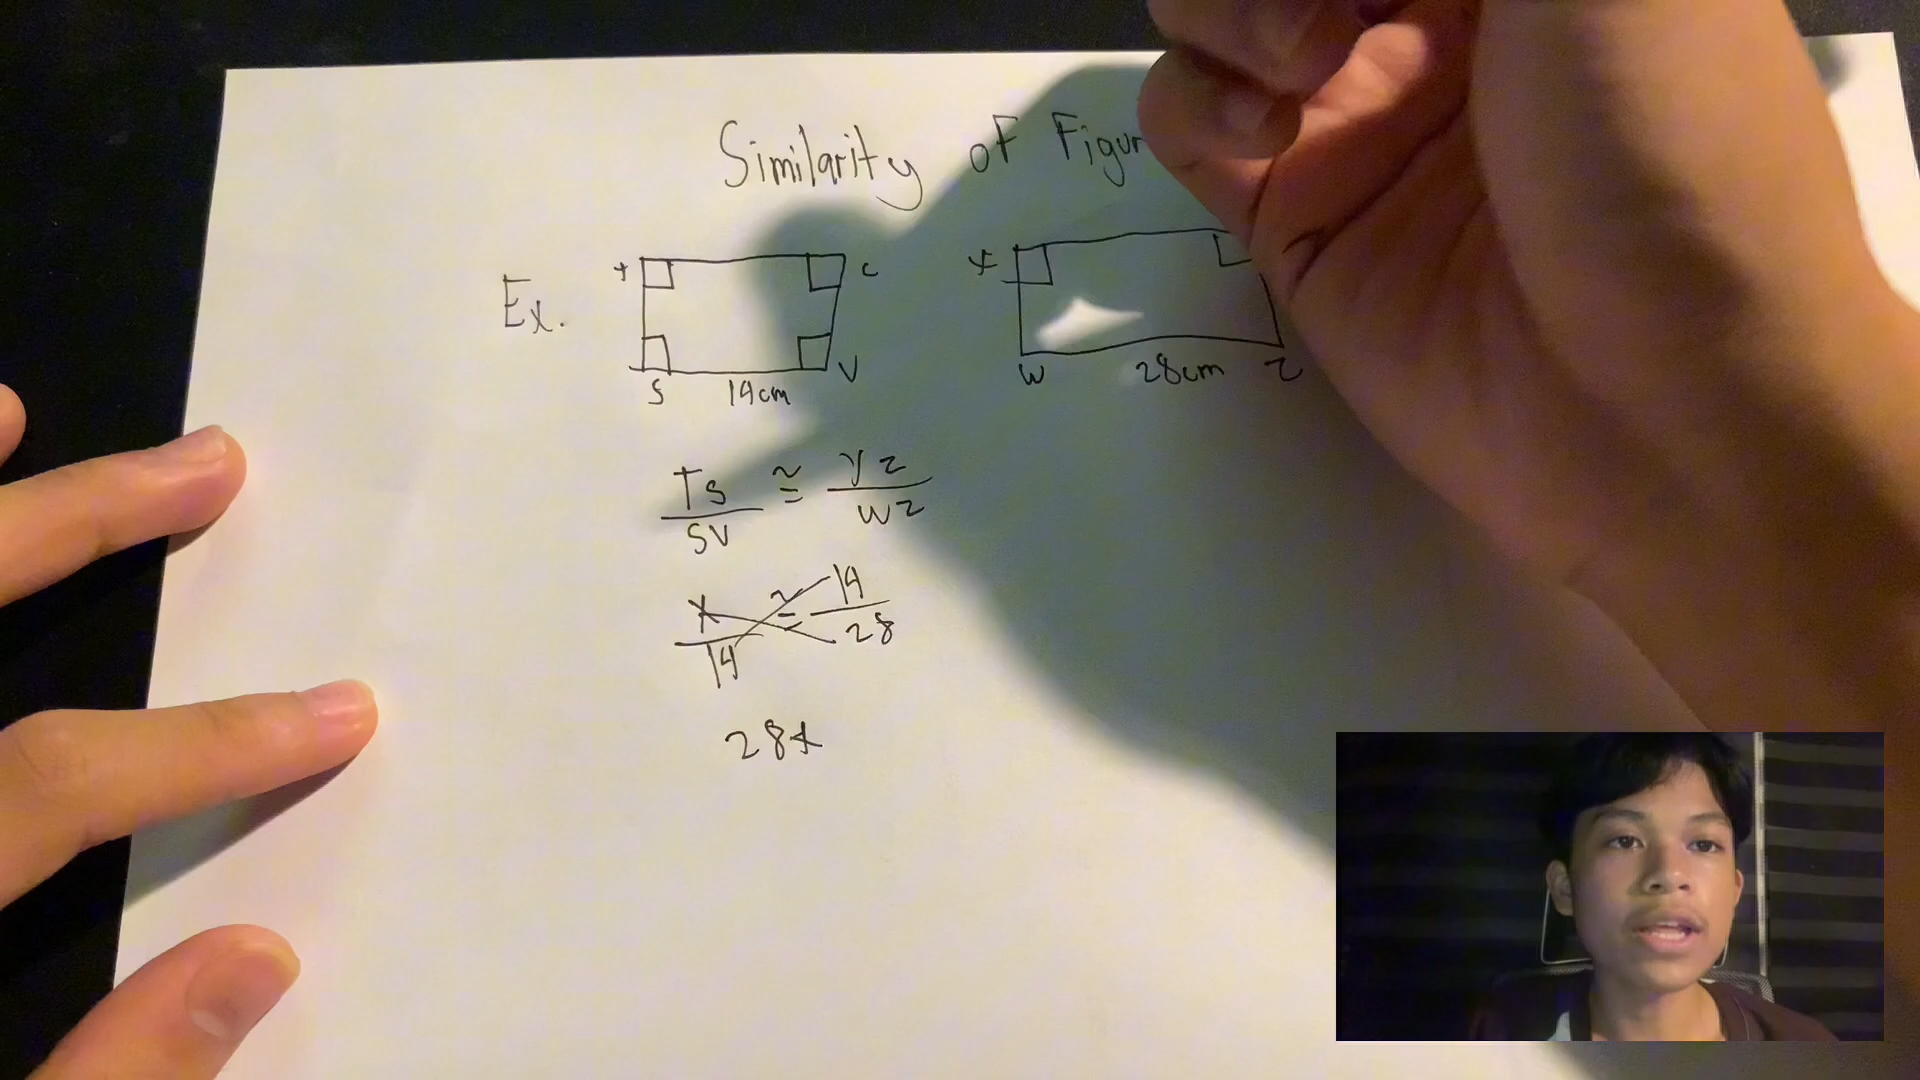 Similarity of Figur
Ex.
T C
S 14cm V
X
W 28cm Z
TS/SV ≅ YZ/WZ
x/14 ≅ 14/28
28x